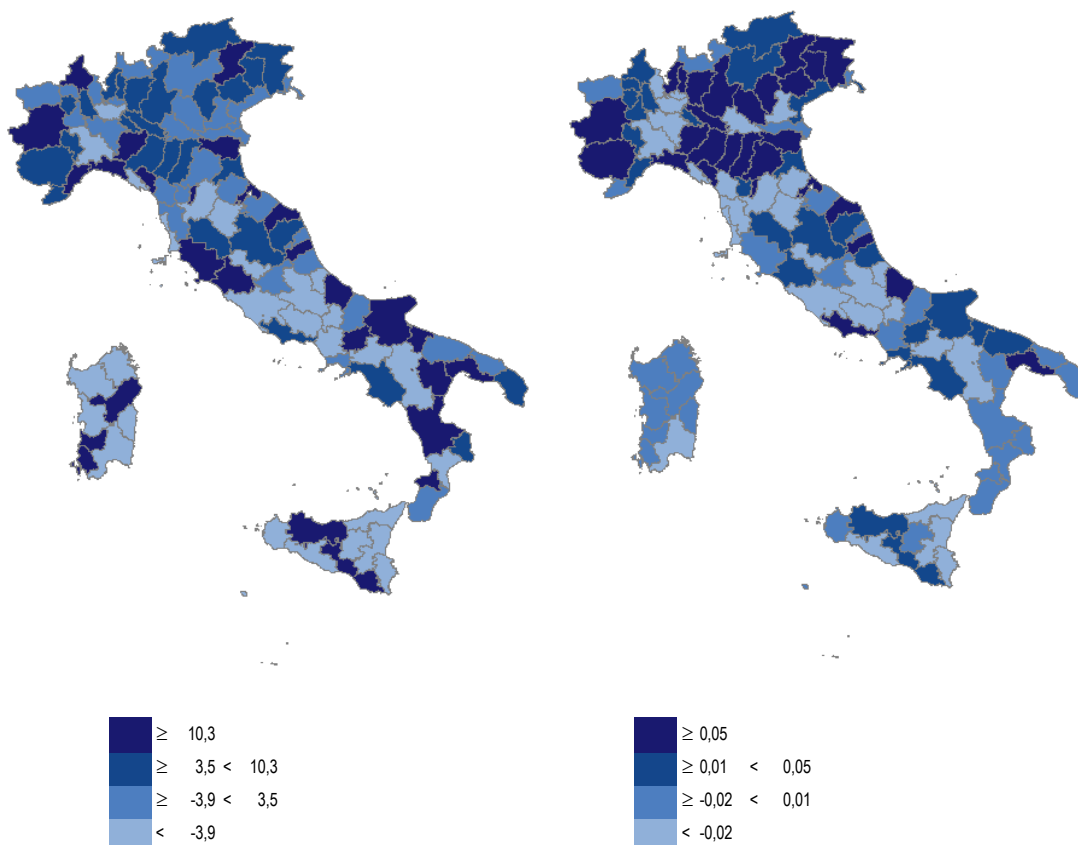 ≥ 10,3
≥ 3,5 < 10,3
≥ -3,9 < 3,5
< -3,9
≥ 0,05
≥ 0,01 < 0,05
≥ -0,02 < 0,01
< -0,02